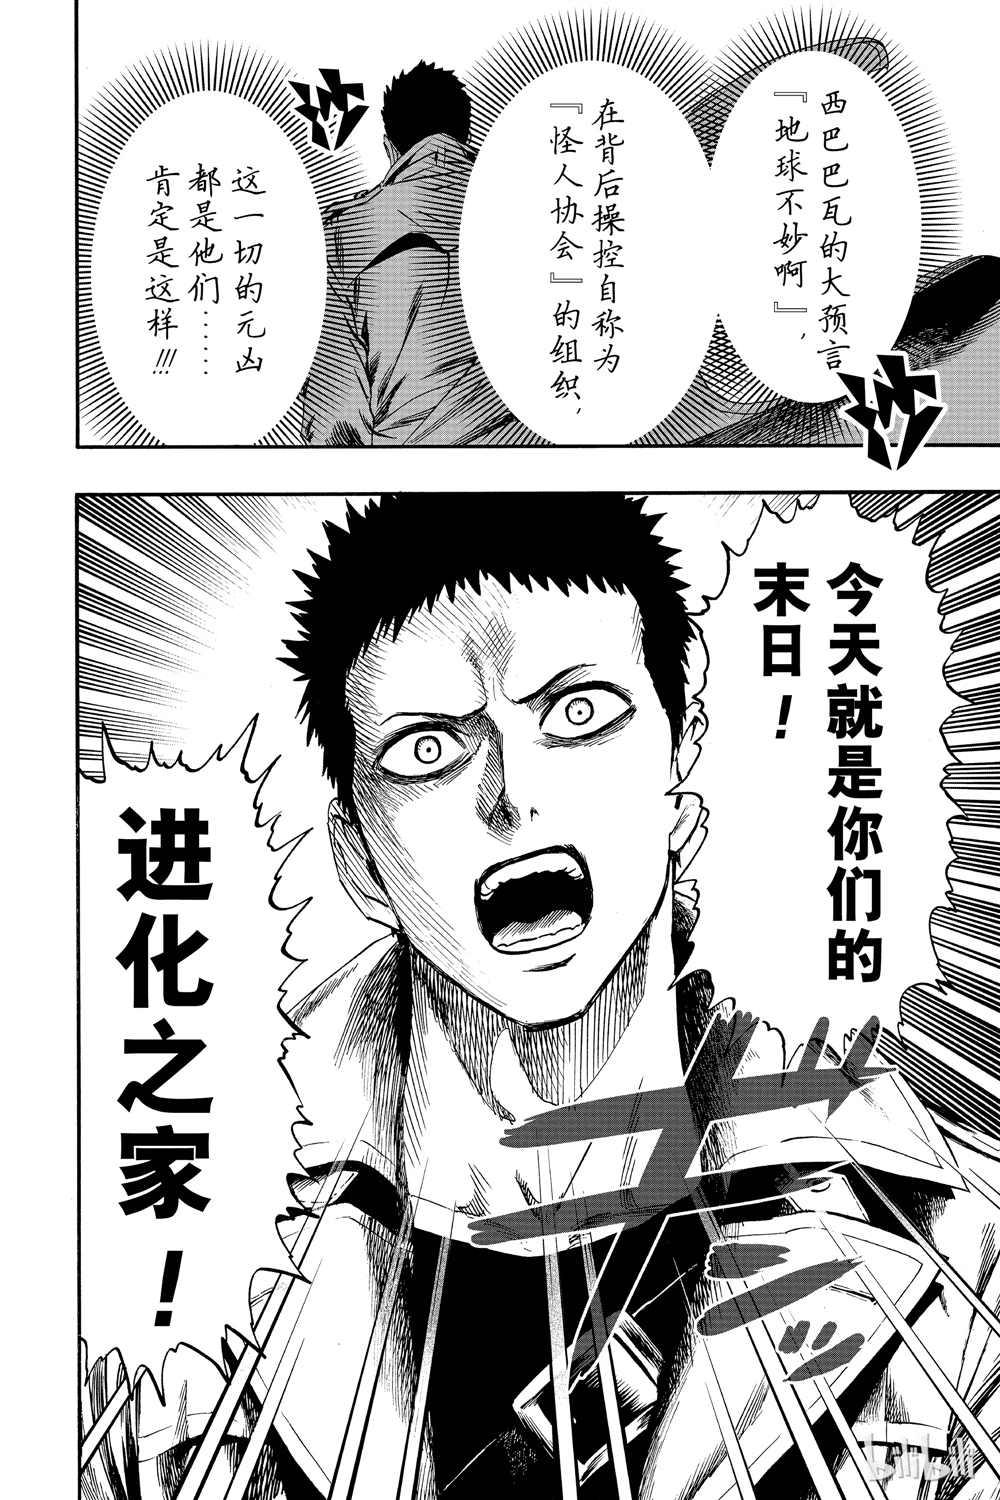 西巴巴瓦的大预言
『地球不妙啊』，
在背后操控自称为
『怪人协会』的组织，
这一切的元凶
都是他们……
肯定是这样!!!
今天就是你们的
末日！
进化之家！
bilibili